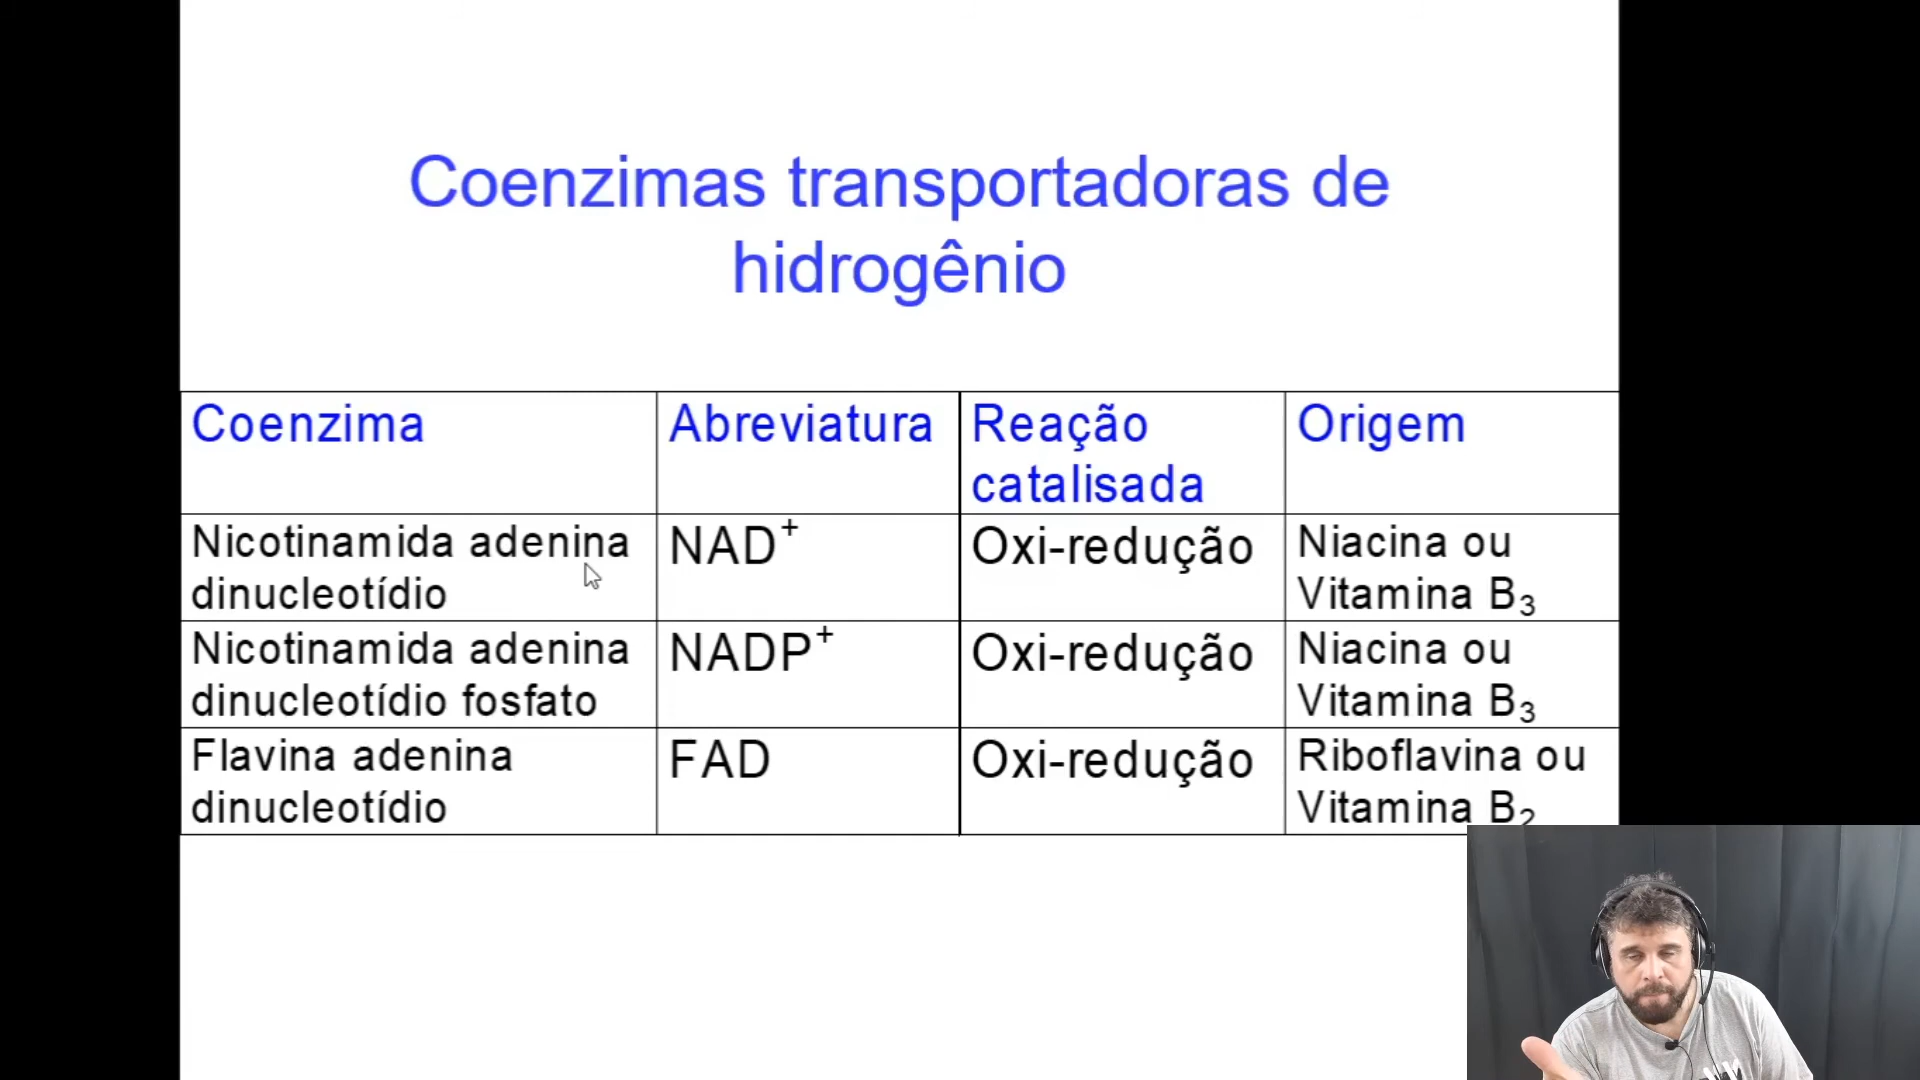 Coenzimas transportadoras de
hidrogênio
Coenzima
Abreviatura
Reação
catalisada
Origem
Nicotinamida adenina
dinucleotídio
NAD⁺
Oxi-redução
Niacina ou
Vitamina B₃
Nicotinamida adenina
dinucleotídio fosfato
NADP⁺
Oxi-redução
Niacina ou
Vitamina B₃
Flavina adenina
dinucleotídio
FAD
Oxi-redução
Riboflavina ou
Vitamina B₂